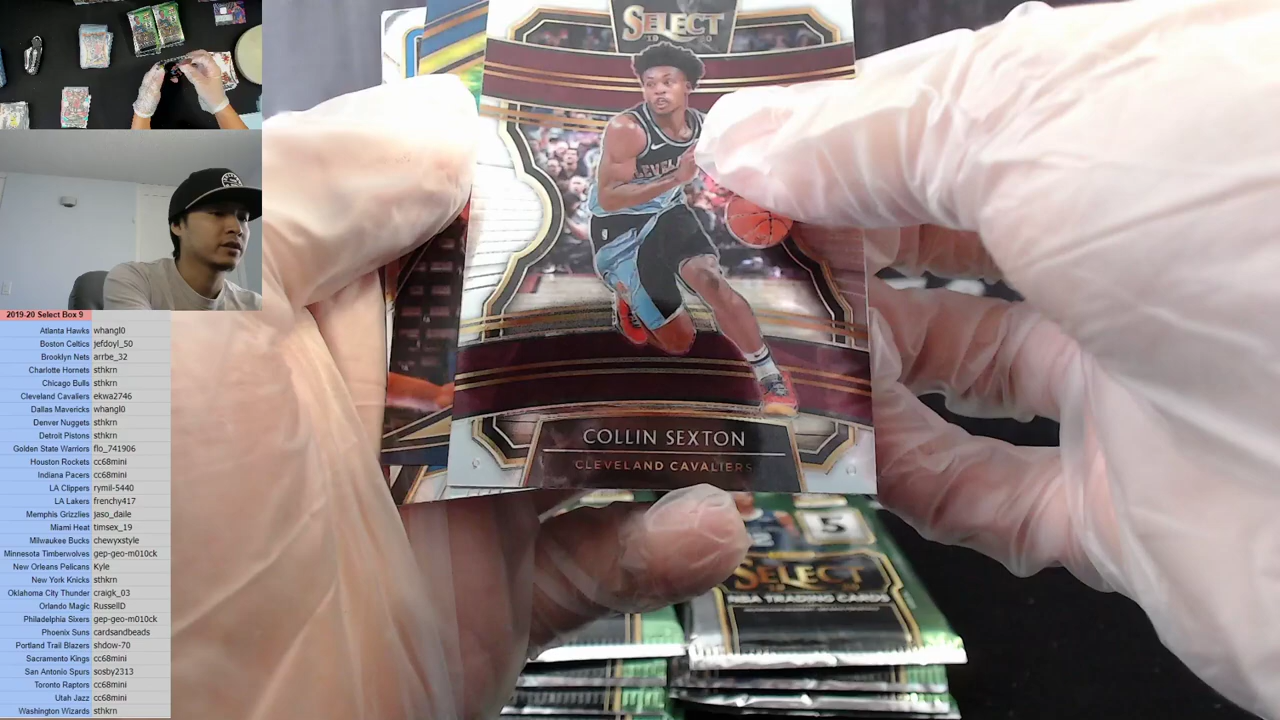 SELECT
19 20
CLEVELA
COLLIN SEXTON
CLEVELAND CAVALIERS
5
SELECT
NBA TRADING CARDS
2019-20 Select Box 9
Atlanta Hawks whangl0
Boston Celtics jefdoyl_50
Brooklyn Nets arrbe_32
Charlotte Hornets sthkrn
Chicago Bulls sthkrn
Cleveland Cavaliers ekwa2746
Dallas Mavericks whangl0
Denver Nuggets sthkrn
Detroit Pistons sthkrn
Golden State Warriors flo_741906
Houston Rockets cc68mini
Indiana Pacers cc68mini
LA Clippers rymil-5440
LA Lakers frenchy417
Memphis Grizzlies jaso_daile
Miami Heat timsex_19
Milwaukee Bucks chewyxstyle
Minnesota Timberwolves gep-geo-m010ck
New Orleans Pelicans Kyle
New York Knicks sthkrn
Oklahoma City Thunder craigk_03
Orlando Magic RussellD
Philadelphia Sixers gep-geo-m010ck
Phoenix Suns cardsandbeads
Portland Trail Blazers shdow-70
Sacramento Kings cc68mini
San Antonio Spurs sosby2313
Toronto Raptors cc68mini
Utah Jazz cc68mini
Washington Wizards sthkrn